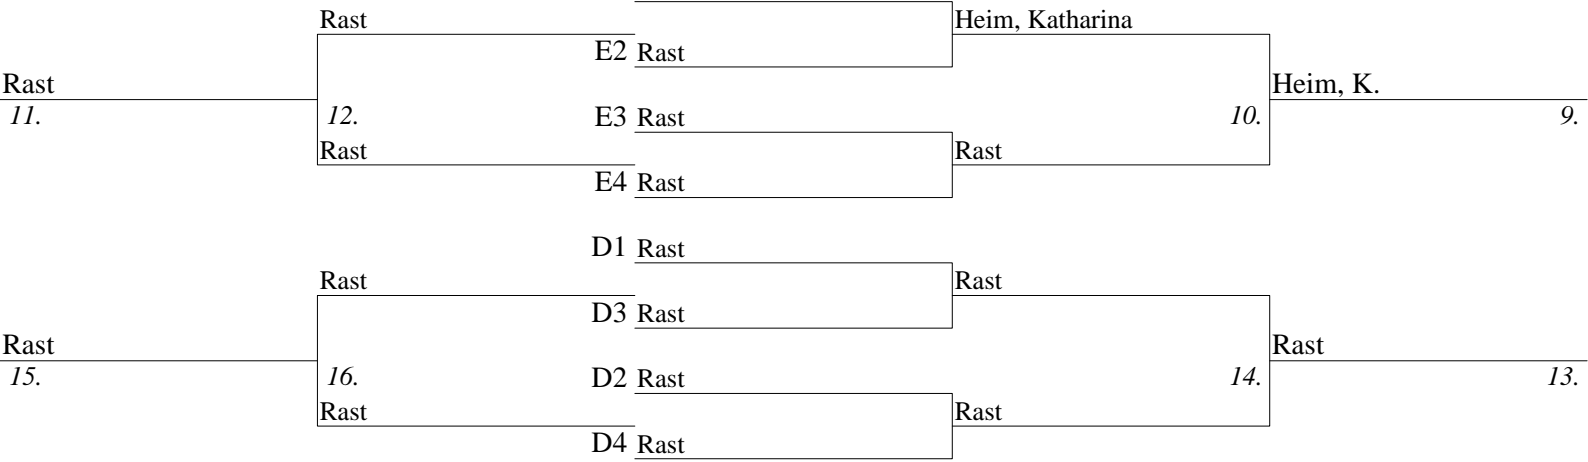 Rast Heim, Katharina
E2 Rast
Rast Heim, K.
11. 12. E3 Rast 10. 9.
Rast Rast
E4 Rast
D1 Rast
Rast Rast
D3 Rast
Rast Rast
15. 16. D2 Rast 14. 13.
Rast Rast
D4 Rast